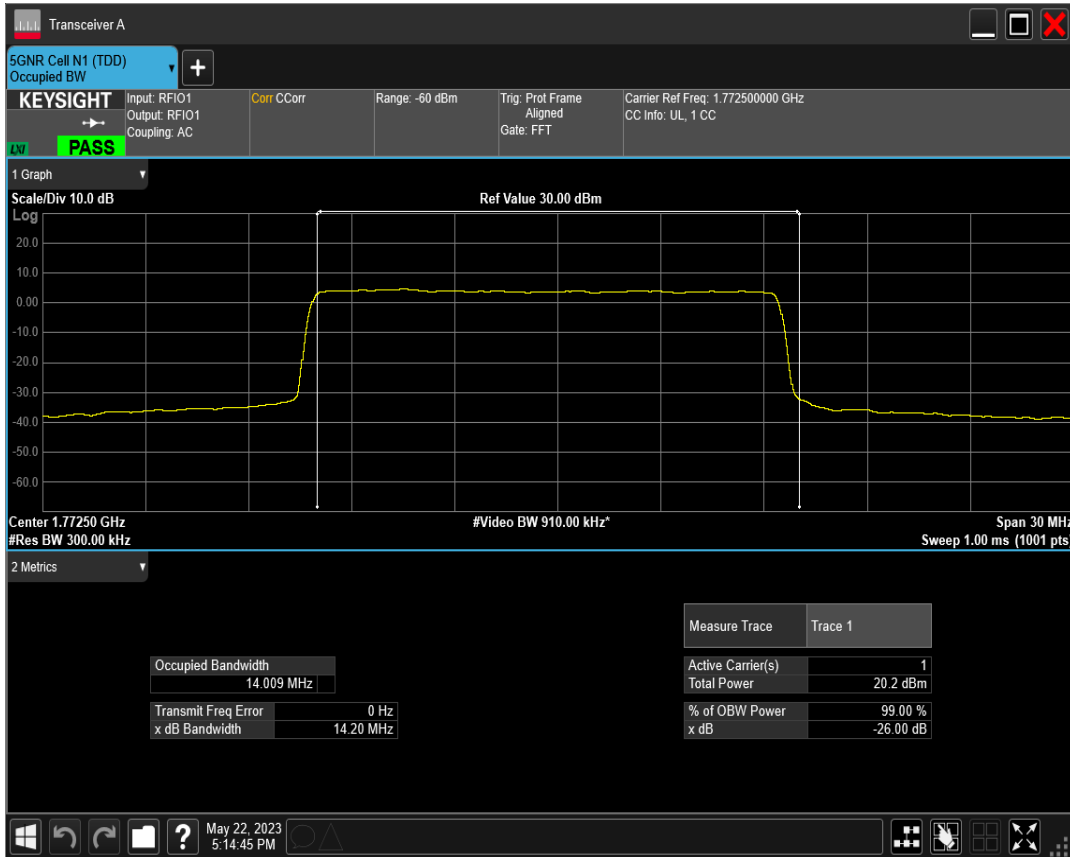 Transceiver A
5GNR Cell N1 (TDD)
Occupied BW
+
KEYSIGHT
LXI
PASS
Input: RFIO1
Output: RFIO1
Coupling: AC
Corr CCorr
Range: -60 dBm
Trig: Prot Frame
Aligned
Gate: FFT
Carrier Ref Freq: 1.772500000 GHz
CC Info: UL, 1 CC
1 Graph
Scale/Div 10.0 dB
Ref Value 30.00 dBm
Log
20.0
10.0
0.00
-10.0
-20.0
-30.0
-40.0
-50.0
-60.0
Center 1.77250 GHz
#Video BW 910.00 kHz*
Span 30 MHz
#Res BW 300.00 kHz
Sweep 1.00 ms (1001 pts)
2 Metrics
Measure Trace Trace 1
Occupied Bandwidth
14.009 MHz
Active Carrier(s) 1
Total Power 20.2 dBm
Transmit Freq Error 0 Hz
x dB Bandwidth 14.20 MHz
% of OBW Power 99.00 %
x dB -26.00 dB
?
May 22, 2023
5:14:45 PM